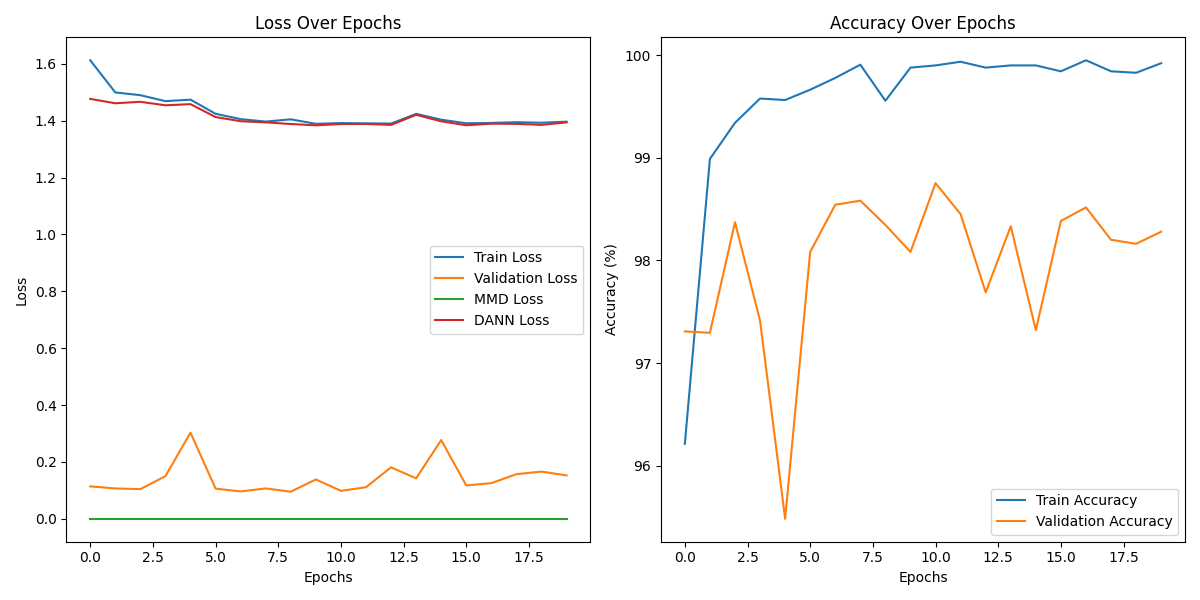 Loss Over Epochs
1.6
1.4
1.2
1.0
0.8
0.6
0.4
0.2
0.0
Loss
Train Loss
Validation Loss
MMD Loss
DANN Loss
0.0 2.5 5.0 7.5 10.0 12.5 15.0 17.5
Epochs
Accuracy Over Epochs
100
99
98
97
96
Accuracy (%)
Train Accuracy
Validation Accuracy
0.0 2.5 5.0 7.5 10.0 12.5 15.0 17.5
Epochs